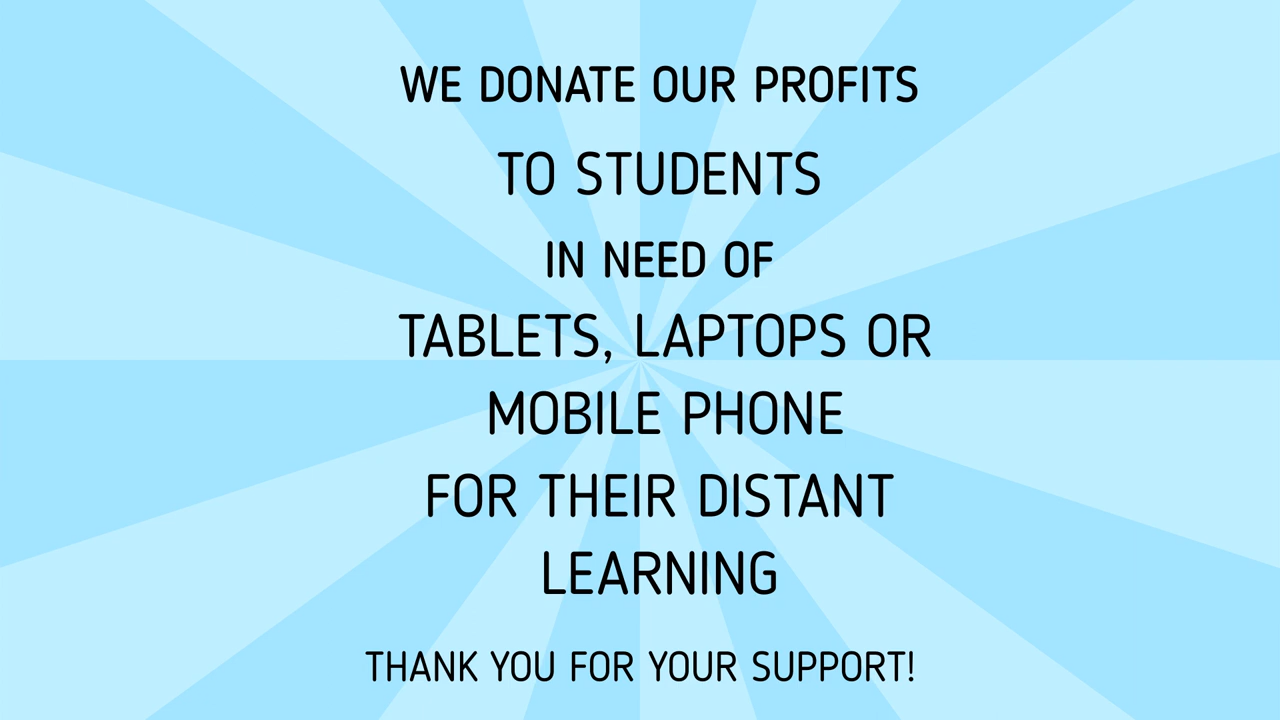 WE DONATE OUR PROFITS
TO STUDENTS
IN NEED OF
TABLETS, LAPTOPS OR
MOBILE PHONE
FOR THEIR DISTANT
LEARNING
THANK YOU FOR YOUR SUPPORT!